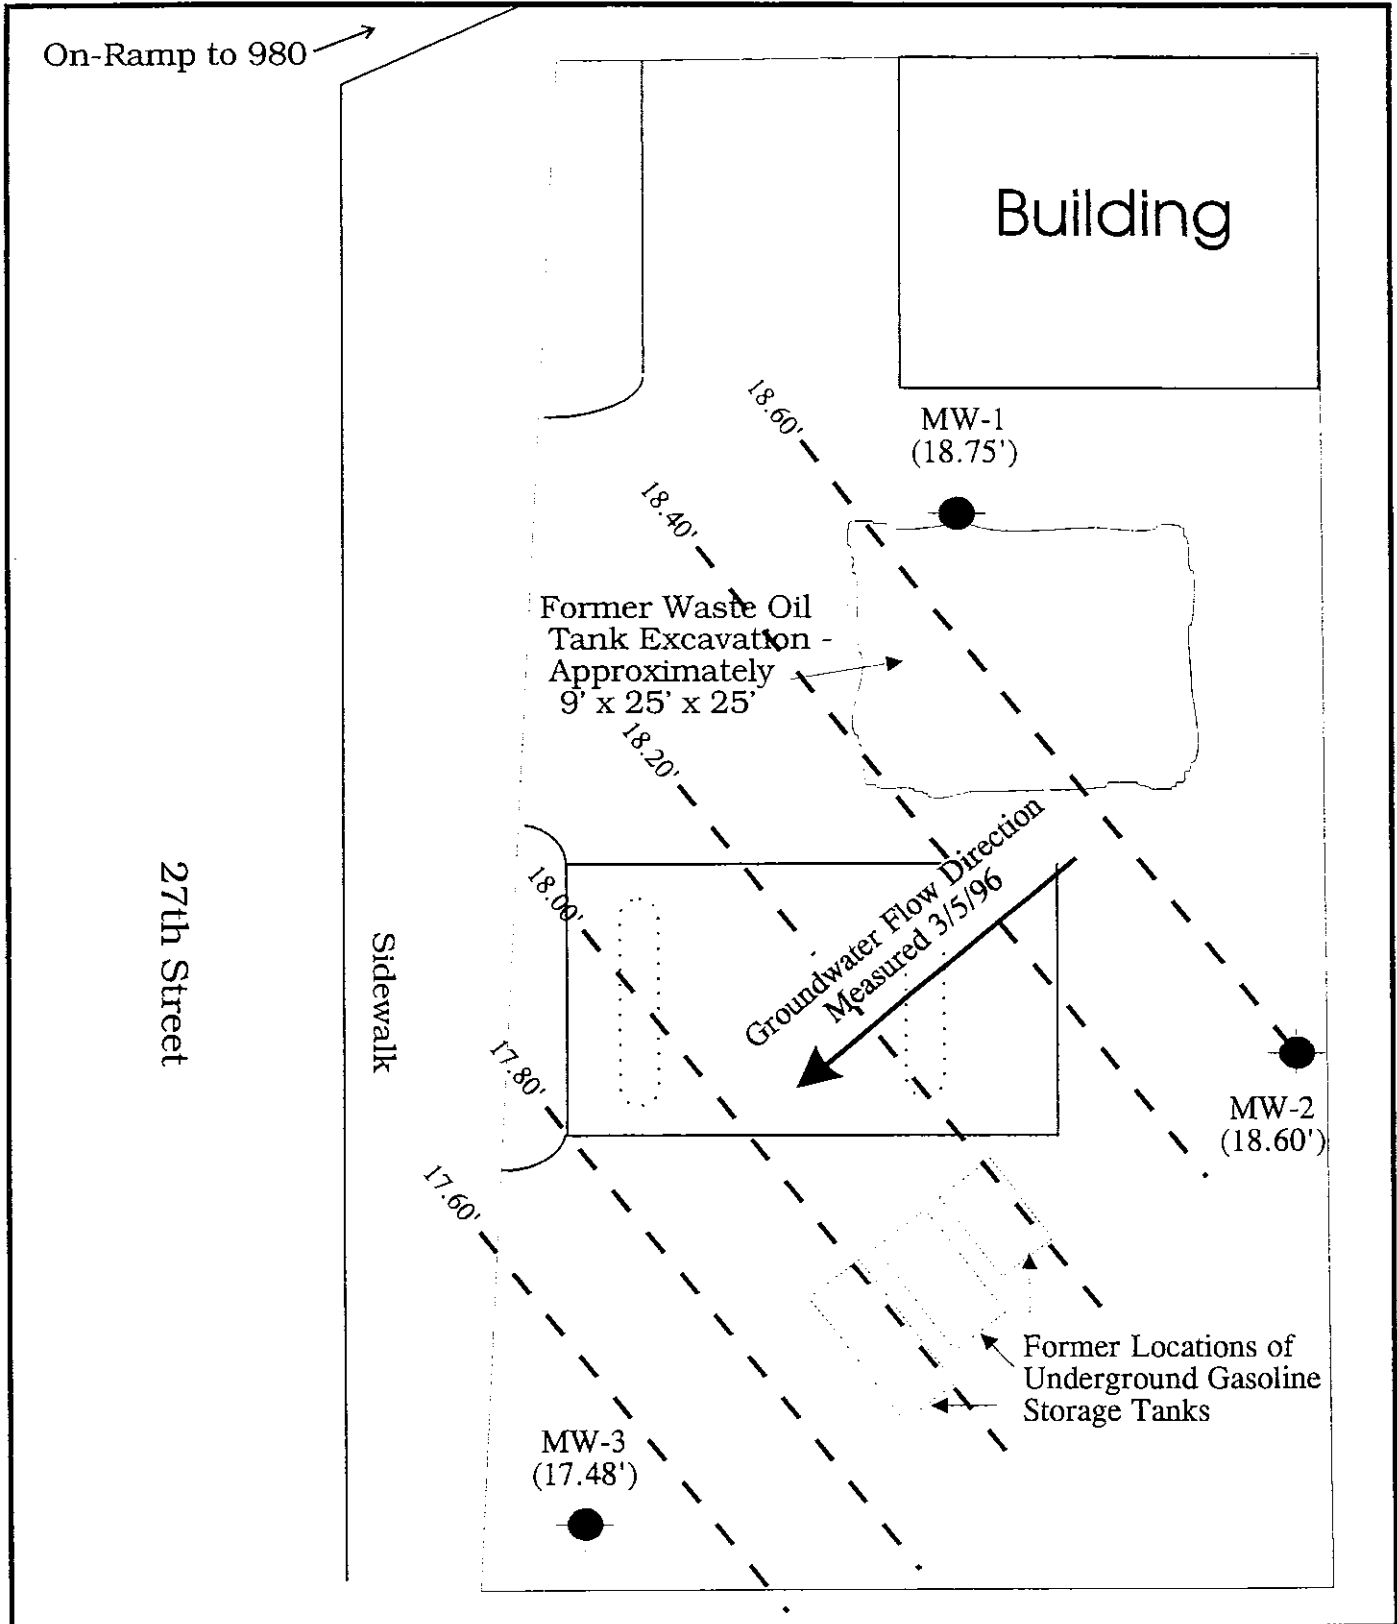 On-Ramp to 980
Building
18.60'
MW-1
(18.75')
18.40'
Former Waste Oil
Tank Excavation -
Approximately
9' x 25' x 25'
18.20'
Groundwater Flow Direction
Measured 3/5/96
18.00'
27th Street
Sidewalk
17.80'
MW-2
(18.60')
17.60'
Former Locations of
Underground Gasoline
Storage Tanks
MW-3
(17.48')